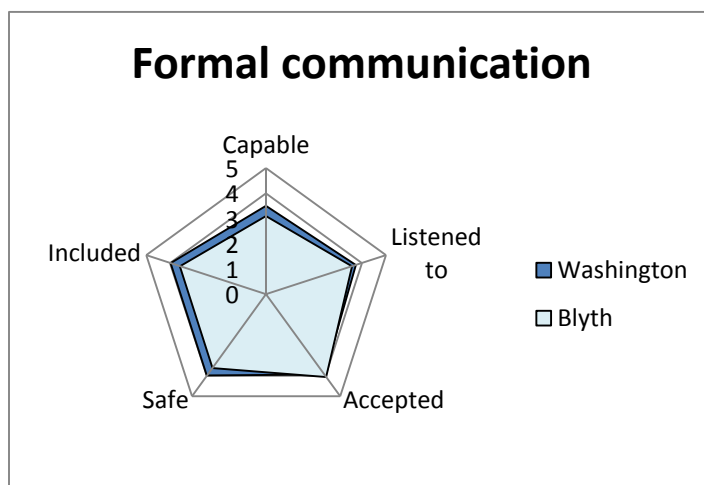 Formal communication
Capable
5
4
3
2
1
0
Listened
to
Included
Safe
Accepted
Washington
Blyth